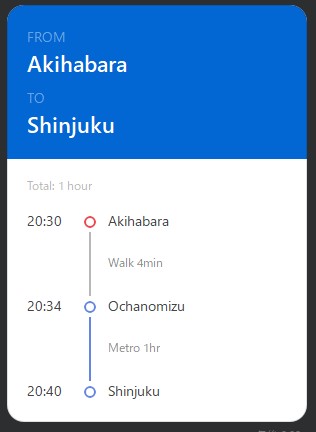 FROM
Akihabara
TO
Shinjuku
Total: 1 hour
20:30 Akihabara
Walk 4min
20:34 Ochanomizu
Metro 1hr
20:40 Shinjuku